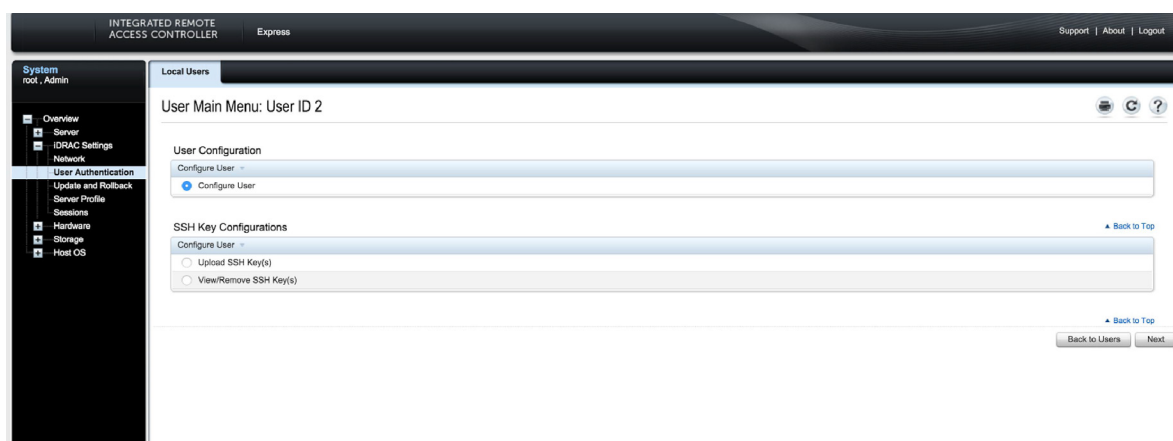 INTEGRATED REMOTE
ACCESS CONTROLLER
Express
Support | About | Logout
System
root , Admin
Overview
Server
iDRAC Settings
Network
User Authentication
Update and Rollback
Server Profile
Sessions
Hardware
Storage
Host OS
Local Users
User Main Menu: User ID 2
User Configuration
Configure User
Configure User
SSH Key Configurations
Back to Top
Configure User
Upload SSH Key(s)
View/Remove SSH Key(s)
Back to Top
Back to Users
Next